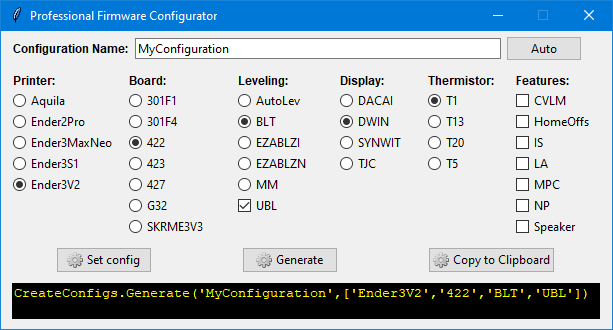 Professional Firmware Configurator
Configuration Name: MyConfiguration Auto
Printer: Board: Leveling: Display: Thermistor: Features:
Aquila 301F1 AutoLev DACAI T1 CVLM
Ender2Pro 301F4 BLT DWIN T13 HomeOffs
Ender3MaxNeo 422 EZABLZI SYNWIT T20 IS
Ender3S1 423 EZABLZN TJC T5 LA
Ender3V2 427 MM MPC
G32 UBL NP
SKRME3V3 Speaker
Set config Generate Copy to Clipboard
CreateConfigs.Generate('MyConfiguration',['Ender3V2','422','BLT','UBL'])